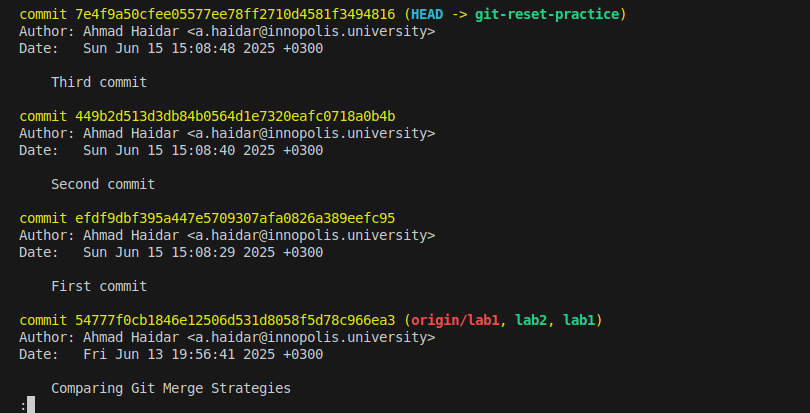 commit 7e4f9a50cfee05577ee78ff2710d4581f3494816 (HEAD -> git-reset-practice)
Author: Ahmad Haidar <a.haidar@innopolis.university>
Date:   Sun Jun 15 15:08:48 2025 +0300
Third commit
commit 449b2d513d3db84b0564d1e7320eafc0718a0b4b
Author: Ahmad Haidar <a.haidar@innopolis.university>
Date:   Sun Jun 15 15:08:40 2025 +0300
Second commit
commit efdf9dbf395a447e5709307afa0826a389eefc95
Author: Ahmad Haidar <a.haidar@innopolis.university>
Date:   Sun Jun 15 15:08:29 2025 +0300
First commit
commit 54777f0cb1846e12506d531d8058f5d78c966ea3 (origin/lab1, lab2, lab1)
Author: Ahmad Haidar <a.haidar@innopolis.university>
Date:   Fri Jun 13 19:56:41 2025 +0300
Comparing Git Merge Strategies
: